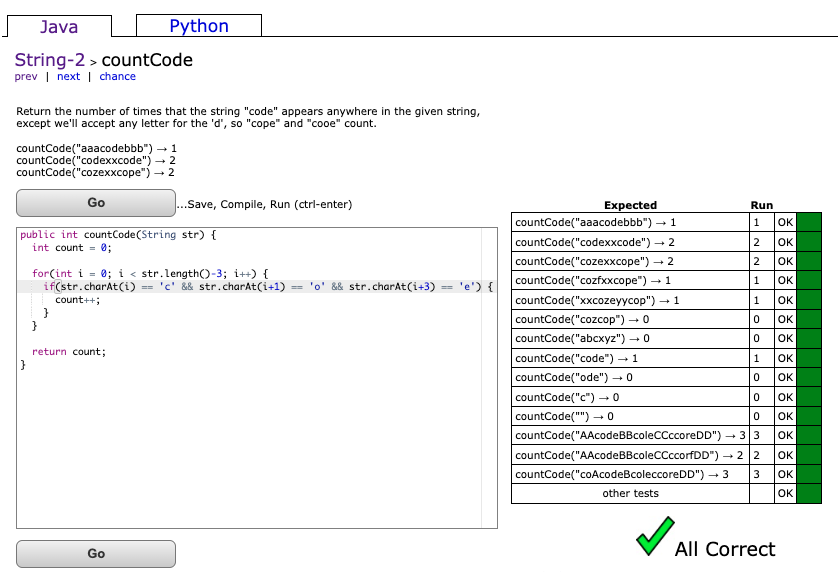 Java
Python
String-2 > countCode
prev | next | chance
Return the number of times that the string "code" appears anywhere in the given string,
except we'll accept any letter for the 'd', so "cope" and "cooe" count.
countCode("aaacodebbb") → 1
countCode("codexxcode") → 2
countCode("cozexxcope") → 2
Go
...Save, Compile, Run (ctrl-enter)
public int countCode(String str) {
  int count = 0;
  for(int i = 0; i < str.length()-3; i++) {
    if(str.charAt(i) == 'c' && str.charAt(i+1) == 'o' && str.charAt(i+3) == 'e') {
      count++;
    }
  }
  return count;
}
Go
Expected Run
countCode("aaacodebbb") → 1 1 OK
countCode("codexxcode") → 2 2 OK
countCode("cozexxcope") → 2 2 OK
countCode("cozfxxcope") → 1 1 OK
countCode("xxcozeyycop") → 1 1 OK
countCode("cozcop") → 0 0 OK
countCode("abcxyz") → 0 0 OK
countCode("code") → 1 1 OK
countCode("ode") → 0 0 OK
countCode("c") → 0 0 OK
countCode("") → 0 0 OK
countCode("AAcodeBBcoleCCccoreDD") → 3 3 OK
countCode("AAcodeBBcoleCCccorfDD") → 2 2 OK
countCode("coAcodeBcoleccoreDD") → 3 3 OK
other tests OK
All Correct